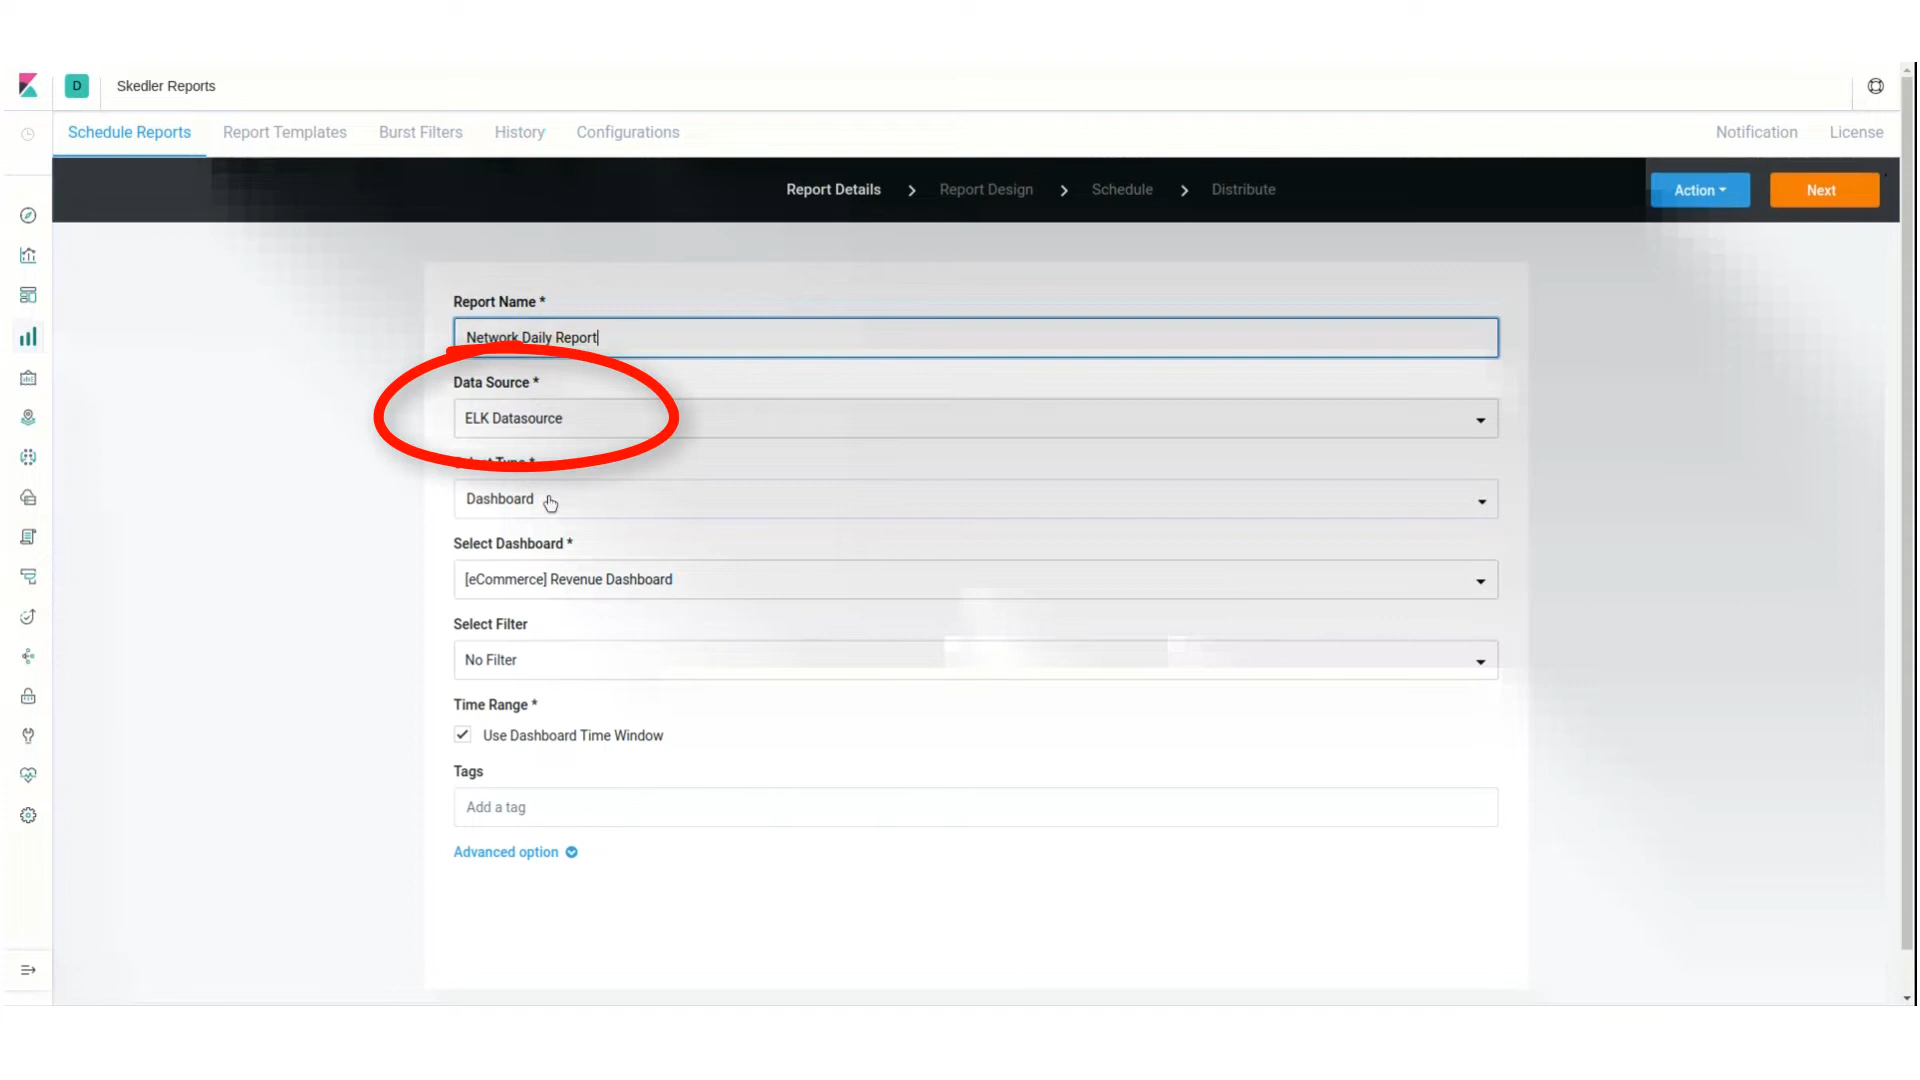 D Skedler Reports
Schedule Reports Report Templates Burst Filters History Configurations Notification License
Report Details Report Design Schedule Distribute Action Next
Report Name *
Network Daily Report
Data Source *
ELK Datasource
Dashboard
Select Dashboard *
[eCommerce] Revenue Dashboard
Select Filter
No Filter
Time Range *
Use Dashboard Time Window
Tags
Add a tag
Advanced option